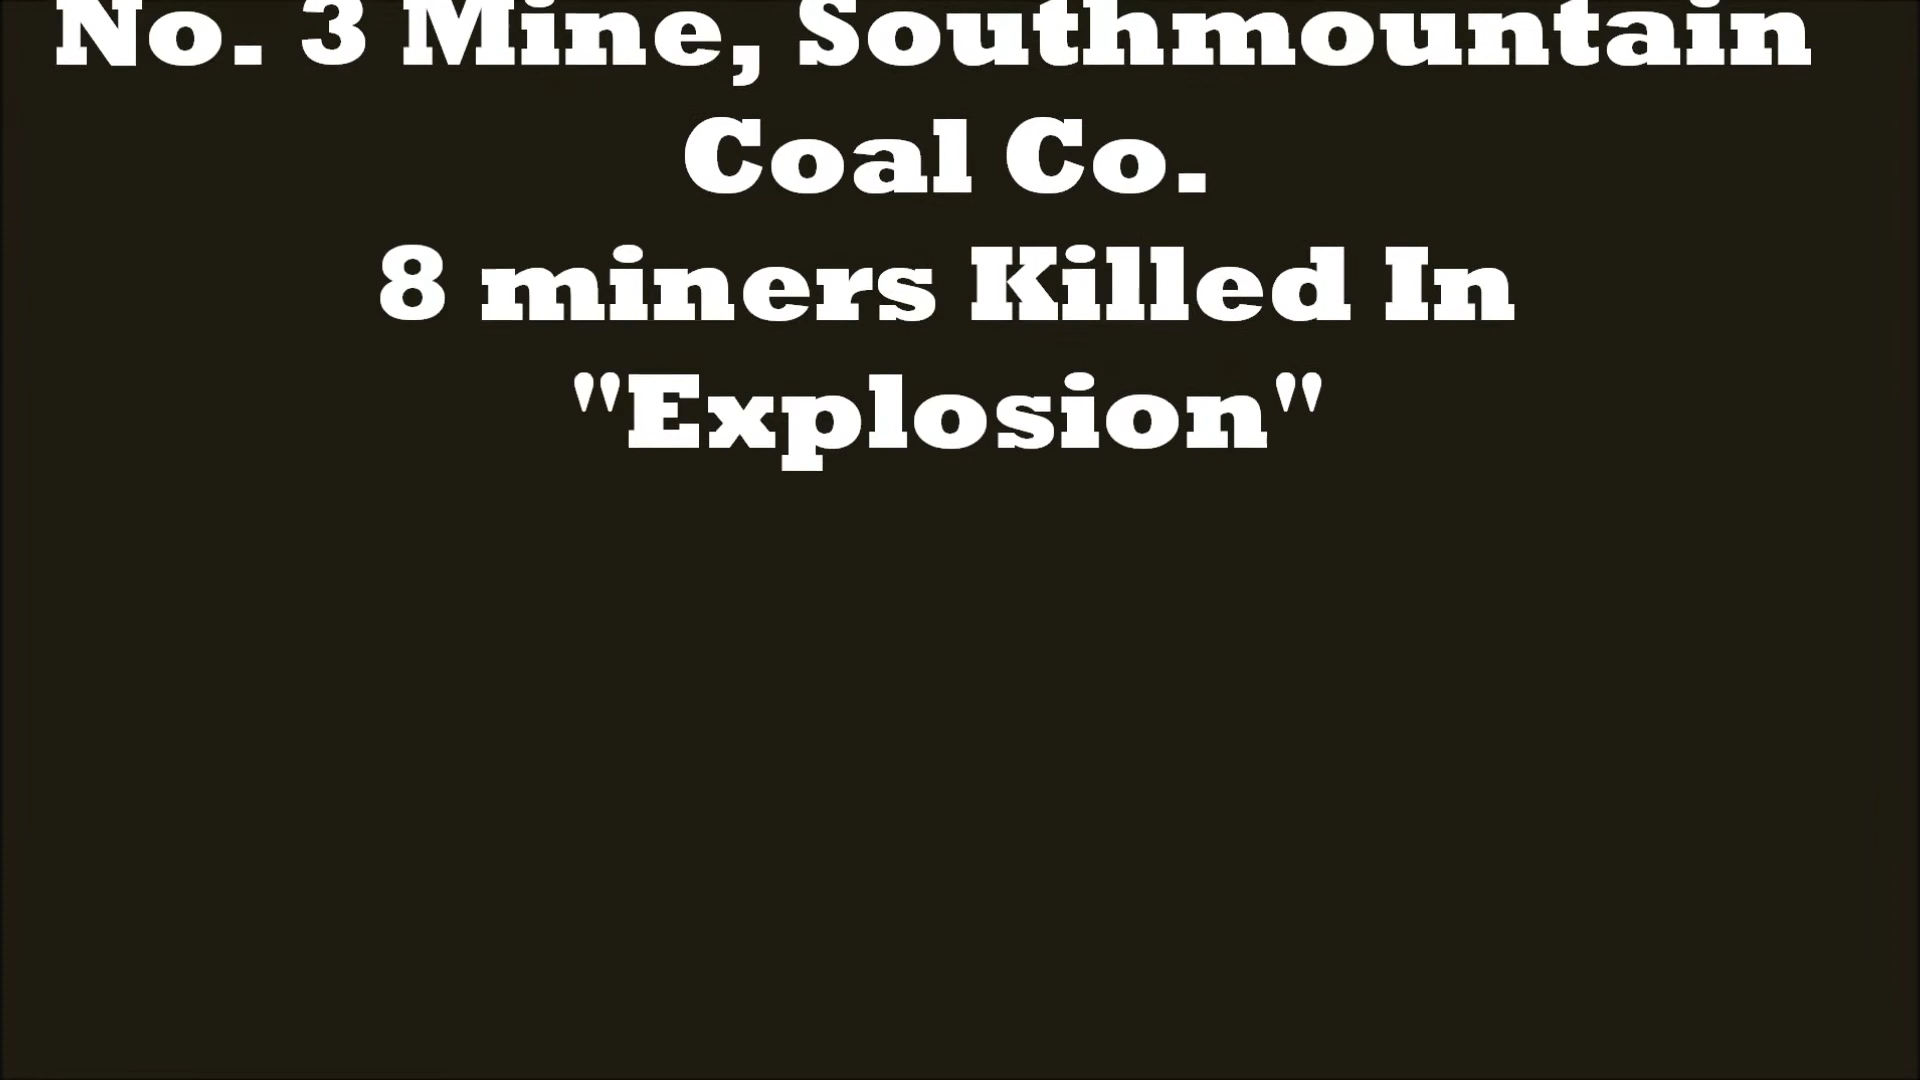 No. 3 Mine, Southmountain
Coal Co.
8 miners Killed In
"Explosion"